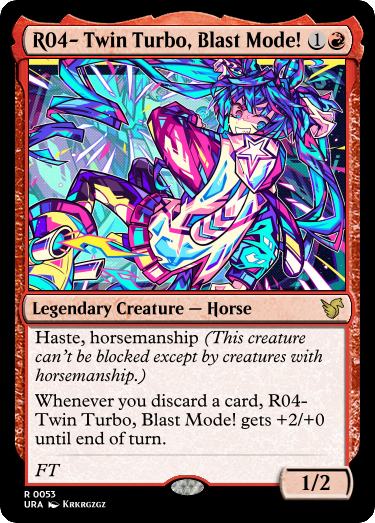 R04- Twin Turbo, Blast Mode! 1
Legendary Creature — Horse
Haste, horsemanship (This creature
can't be blocked except by creatures with
horsemanship.)
Whenever you discard a card, R04-
Twin Turbo, Blast Mode! gets +2/+0
until end of turn.
FT
1/2
R 0053
URA KRKRGZGZ